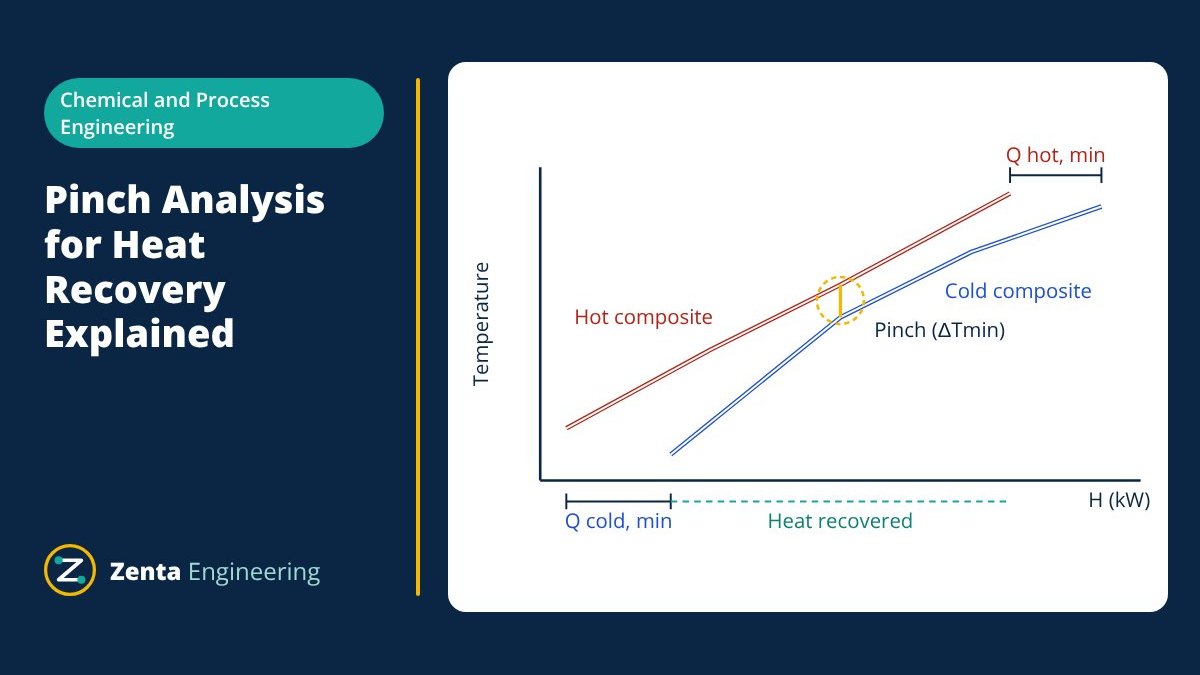 Chemical and Process
Engineering
Pinch Analysis
for Heat
Recovery
Explained
Zenta Engineering
Q hot, min
Temperature
Hot composite
Cold composite
Pinch (ΔTmin)
H (kW)
Q cold, min
Heat recovered